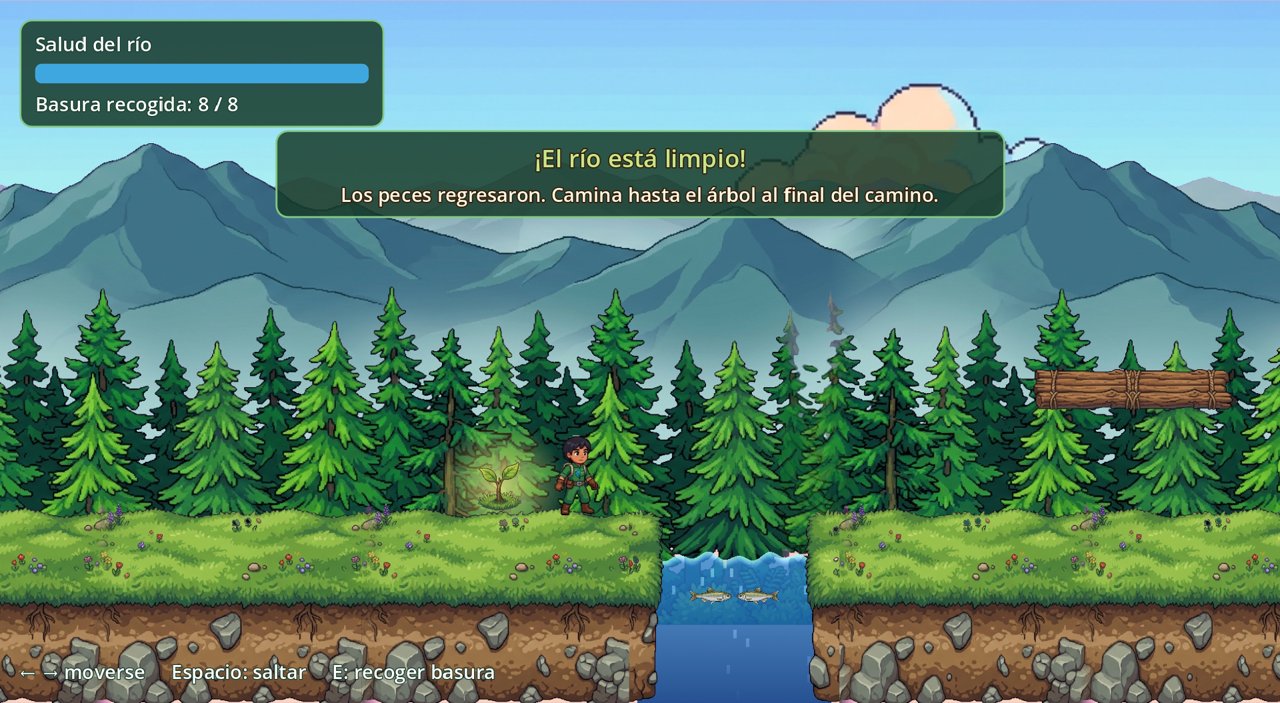 Salud del río
Basura recogida: 8 / 8
¡El río está limpio!
Los peces regresaron. Camina hasta el árbol al final del camino.
← → moverse Espacio: saltar E: recoger basura